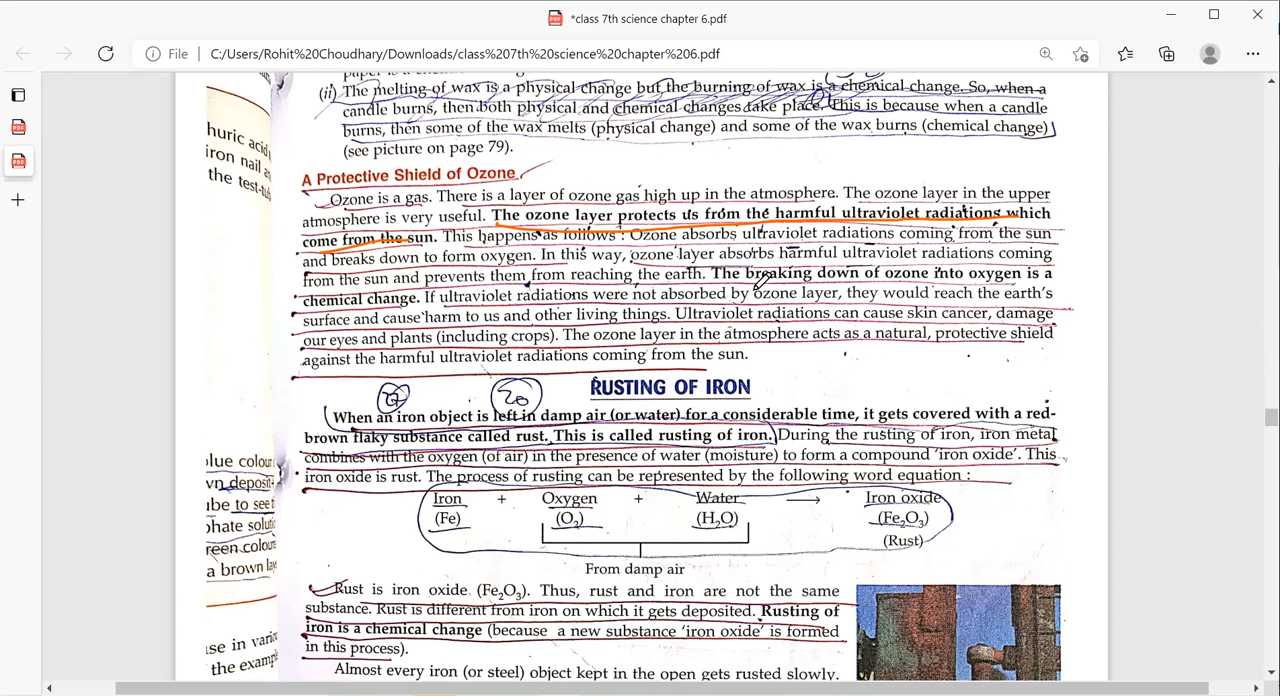 *class 7th science chapter 6.pdf
File
C:/Users/Rohit%20Choudhary/Downloads/class%207th%20science%20chapter%206.pdf
(ii) The melting of wax is a physical change but the burning of wax is a chemical change. So, when a
candle burns, then both physical and chemical changes take place. This is because when a candle
burns, then some of the wax melts (physical change) and some of the wax burns (chemical change)
(see picture on page 79).
A Protective Shield of Ozone
Ozone is a gas. There is a layer of ozone gas high up in the atmosphere. The ozone layer in the upper
atmosphere is very useful. The ozone layer protects us from the harmful ultraviolet radiations which
come from the sun. This happens as follows : Ozone absorbs ultraviolet radiations coming from the sun
and breaks down to form oxygen. In this way, ozone layer absorbs harmful ultraviolet radiations coming
from the sun and prevents them from reaching the earth. The breaking down of ozone into oxygen is a
chemical change. If ultraviolet radiations were not absorbed by ozone layer, they would reach the earth's
surface and cause harm to us and other living things. Ultraviolet radiations can cause skin cancer, damage
our eyes and plants (including crops). The ozone layer in the atmosphere acts as a natural, protective shield
against the harmful ultraviolet radiations coming from the sun.
RUSTING OF IRON
When an iron object is left in damp air (or water) for a considerable time, it gets covered with a red-
brown flaky substance called rust. This is called rusting of iron. During the rusting of iron, iron metal
combines with the oxygen (of air) in the presence of water (moisture) to form a compound 'iron oxide'. This
iron oxide is rust. The process of rusting can be represented by the following word equation :
Iron + Oxygen + Water → Iron oxide
(Fe) (O₂) (H₂O) (Fe₂O₃)
(Rust)
From damp air
Rust is iron oxide (Fe₂O₃). Thus, rust and iron are not the same
substance. Rust is different from iron on which it gets deposited. Rusting of
iron is a chemical change (because a new substance 'iron oxide' is formed
in this process).
Almost every iron (or steel) object kept in the open gets rusted slowly.
huric acid
iron nail
the test-
colou
deposit
be to see
phate
reen colou
a brown
in
the